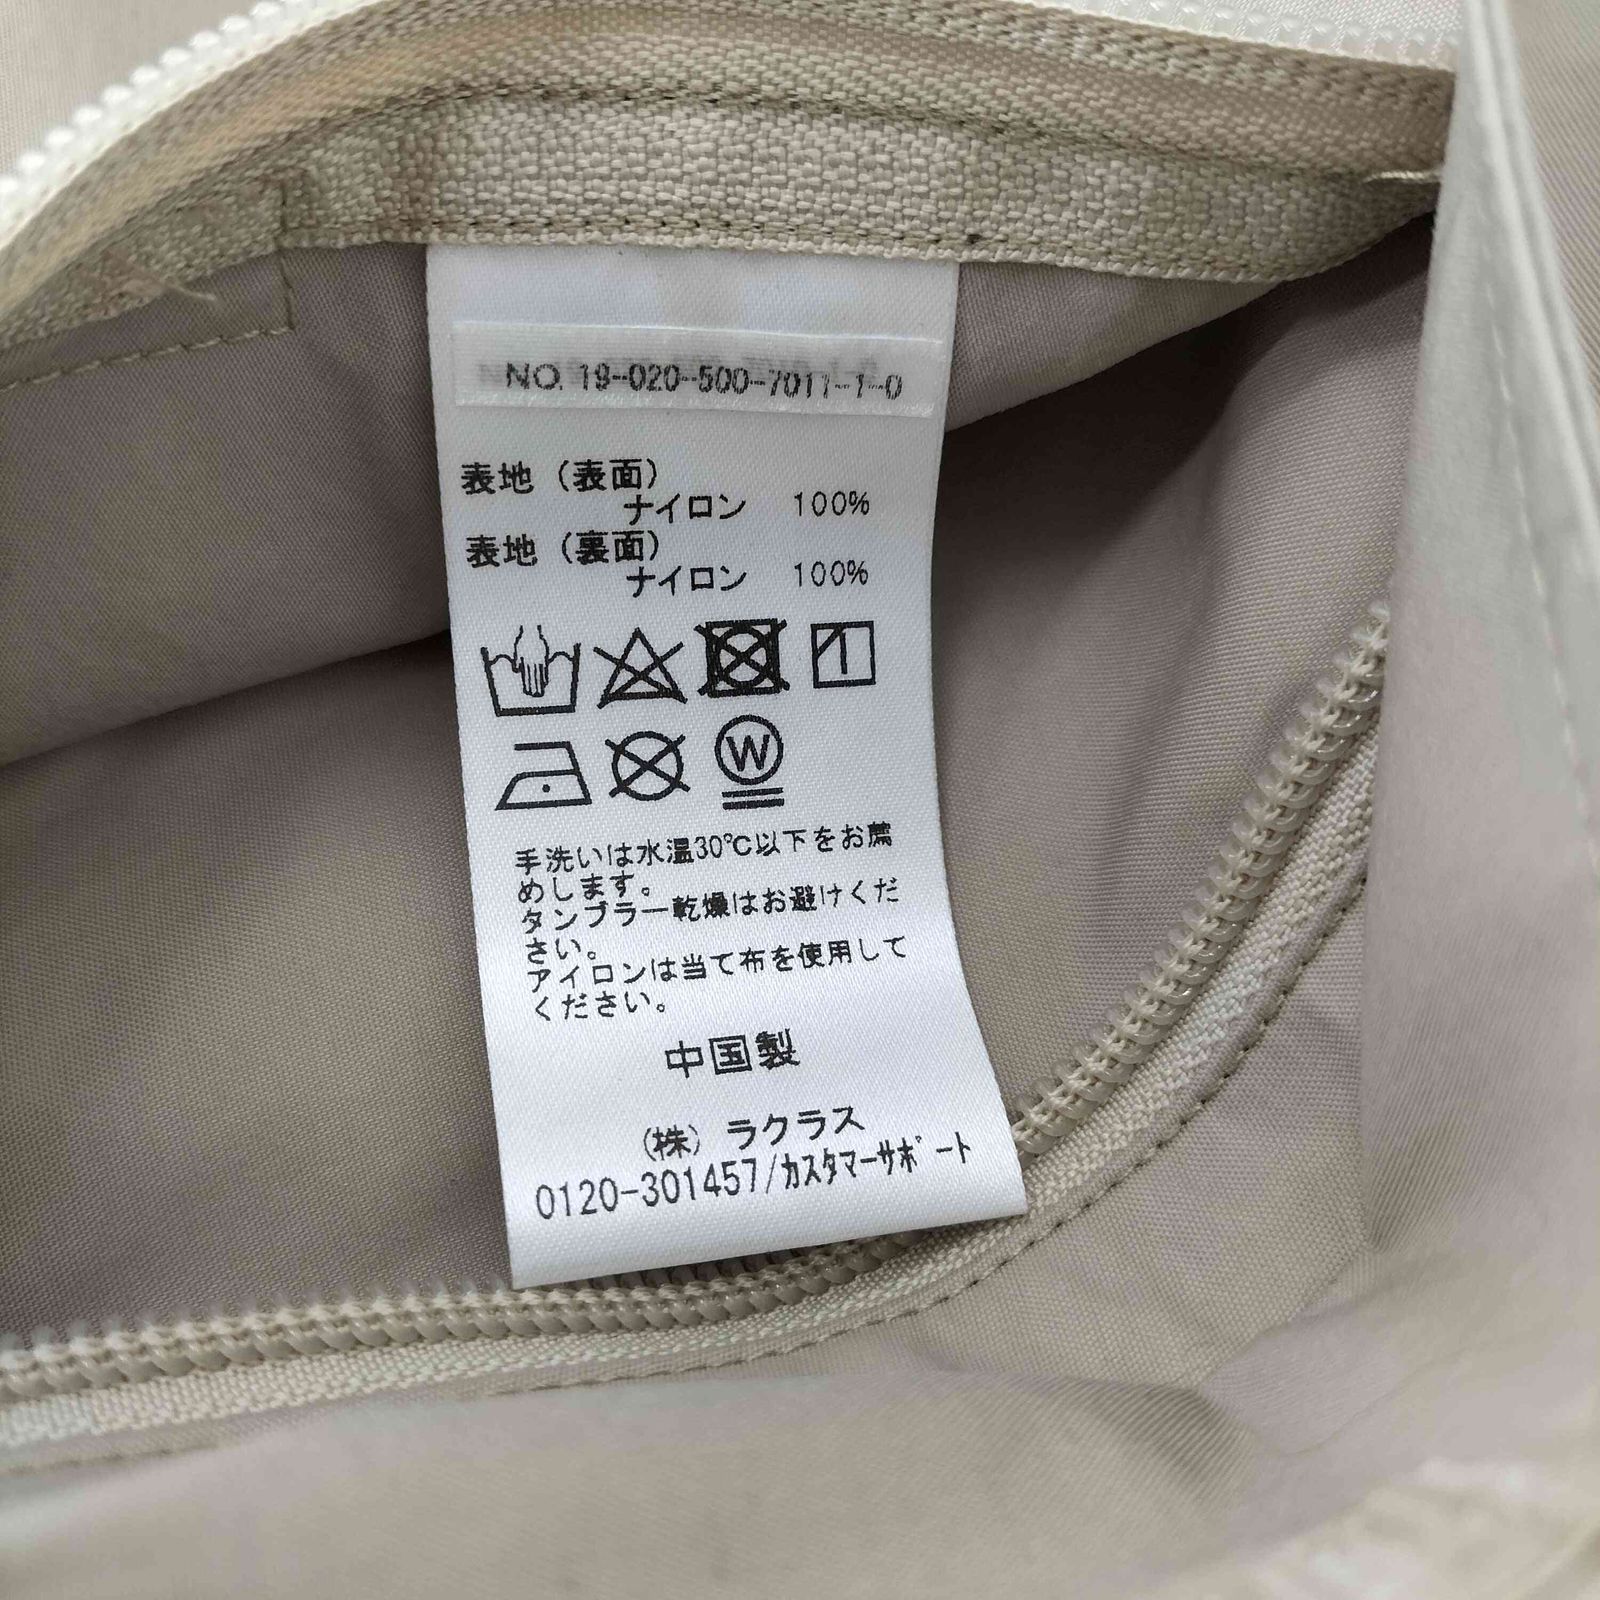 NO. 19-020-500-7011-1-0
表地（表面）
ナイロン 100%
表地（裏面）
ナイロン 100%
W
手洗いは水温30℃以下をお薦
めします。
タンブラー乾燥はお避けくだ
さい。
アイロンは当て布を使用して
ください。
中国製
（株）ラクラス
0120-301457/ｶｽﾀﾏｰｻﾎﾟｰﾄ